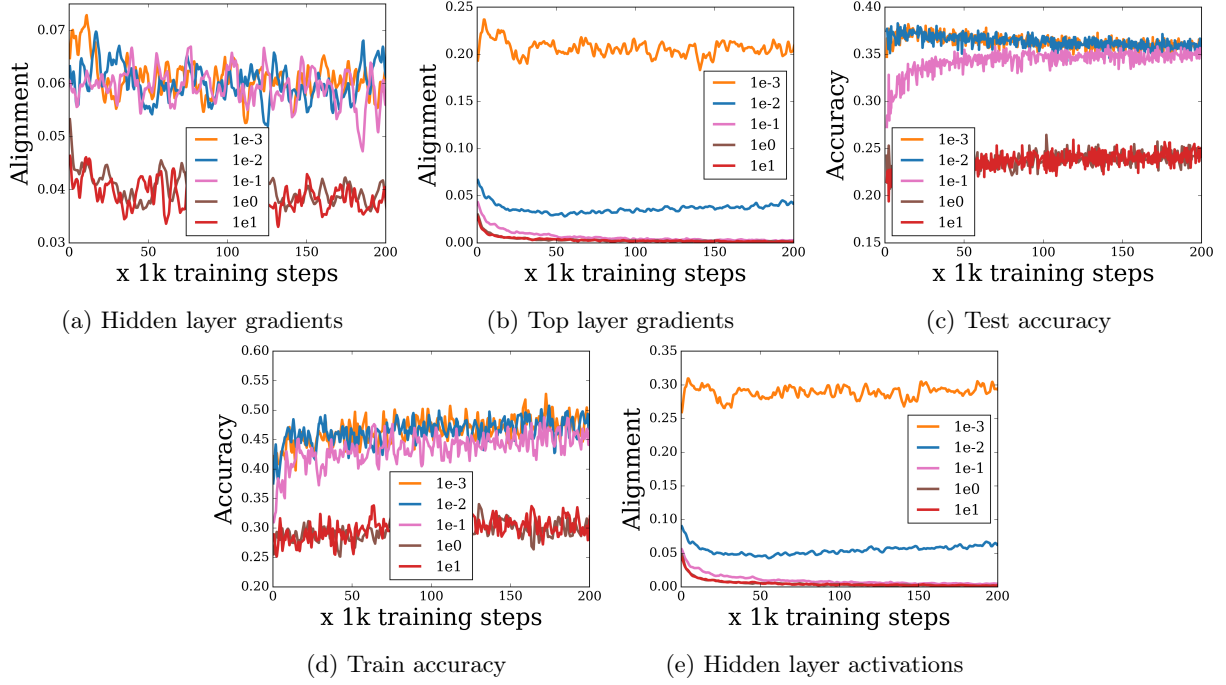 0.07
0.06
0.05
0.04
0.03
Alignment
1e-3
1e-2
1e-1
1e0
1e1
0 50 100 150 200
x 1k training steps
(a) Hidden layer gradients
0.25
0.20
0.15
0.10
0.05
0.00
Alignment
1e-3
1e-2
1e-1
1e0
1e1
0 50 100 150 200
x 1k training steps
(b) Top layer gradients
0.40
0.35
0.30
0.25
0.20
0.15
Accuracy
1e-3
1e-2
1e-1
1e0
1e1
0 50 100 150 200
x 1k training steps
(c) Test accuracy
0.60
0.55
0.50
0.45
0.40
0.35
0.30
0.25
0.20
Accuracy
1e-3
1e-2
1e-1
1e0
1e1
0 50 100 150 200
x 1k training steps
(d) Train accuracy
0.35
0.30
0.25
0.20
0.15
0.10
0.05
0.00
Alignment
1e-3
1e-2
1e-1
1e0
1e1
0 50 100 150 200
x 1k training steps
(e) Hidden layer activations